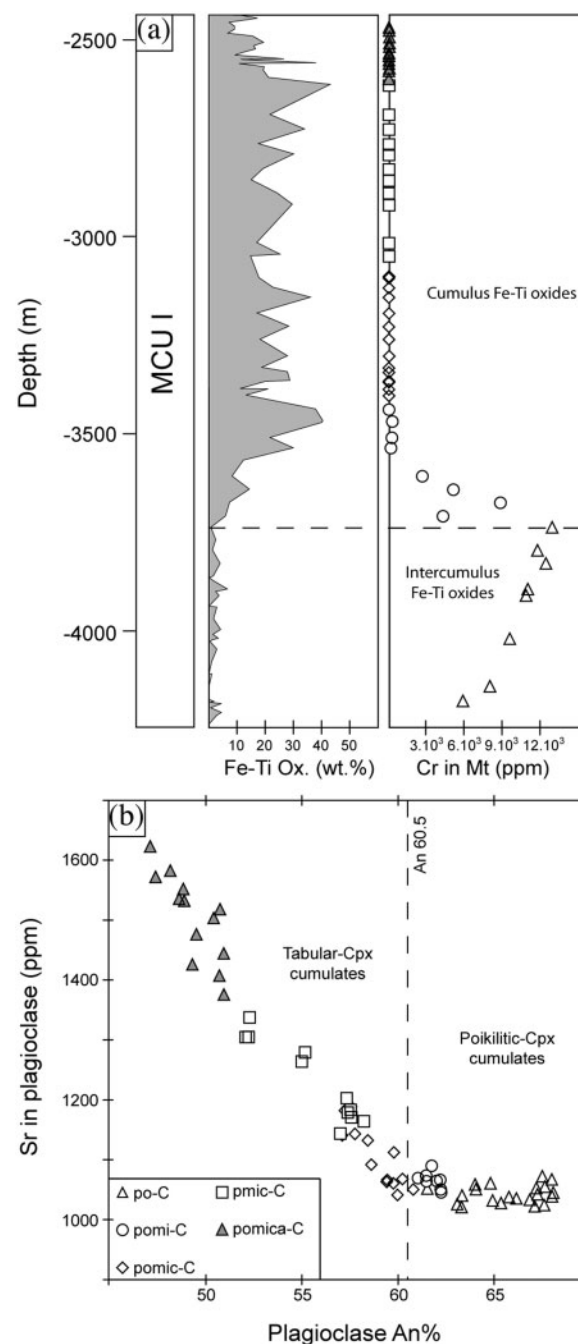 (a)
-2500
-3000
-3500
-4000
Depth (m)
MCU I
Cumulus Fe-Ti oxides
Intercumulus
Fe-Ti oxides
10 20 30 40 50
Fe-Ti Ox. (wt.%)
3.10³ 6.10³ 9.10³ 12.10³
Cr in Mt (ppm)
(b)
1600
1400
1200
1000
Sr in plagioclase (ppm)
An 60.5
Tabular-Cpx
cumulates
Poikilitic-Cpx
cumulates
po-C
pmic-C
pomi-C
pomica-C
pomic-C
50 55 60 65
Plagioclase An%